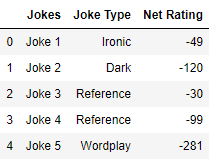 Jokes Joke Type Net Rating
0 Joke 1 Ironic -49
1 Joke 2 Dark -120
2 Joke 3 Reference -30
3 Joke 4 Reference -99
4 Joke 5 Wordplay -281